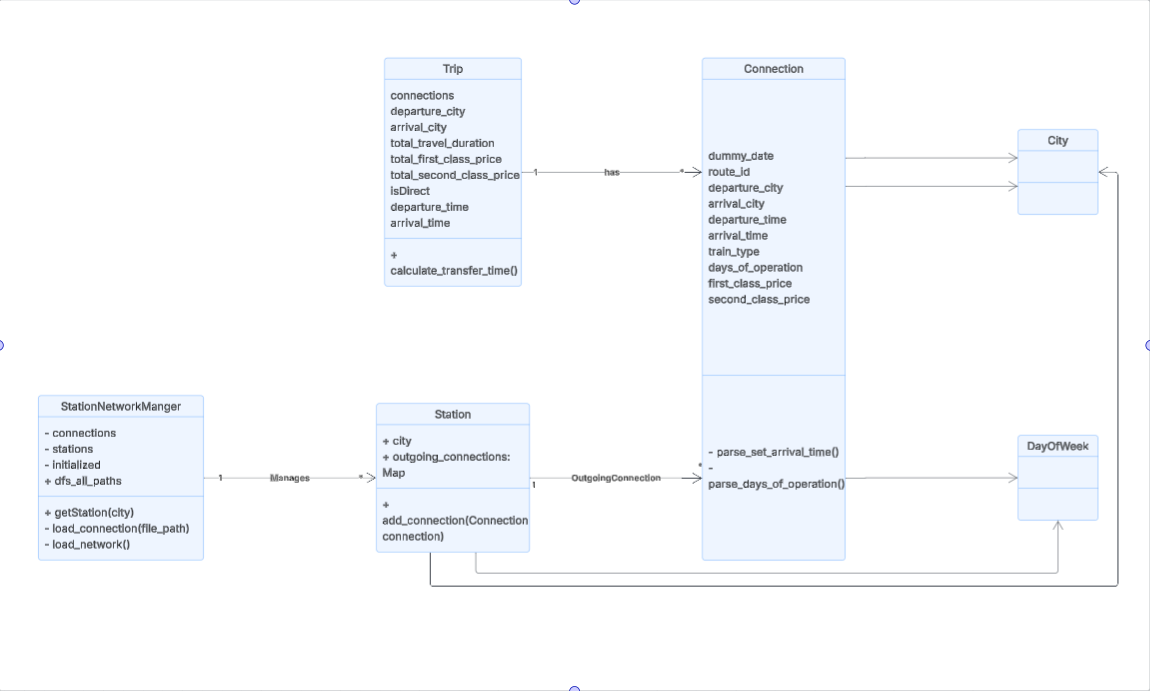 Trip
connections
departure_city
arrival_city
total_travel_duration
total_first_class_price
total_second_class_price
isDirect
departure_time
arrival_time
+
calculate_transfer_time()
1
has
*
Connection
dummy_date
route_id
departure_city
arrival_city
departure_time
arrival_time
train_type
days_of_operation
first_class_price
second_class_price
- parse_set_arrival_time()
-
parse_days_of_operation()
City
StationNetworkManger
- connections
- stations
- initialized
+ dfs_all_paths
+ getStation(city)
- load_connection(file_path)
- load_network()
1
Manages
*
Station
+ city
+ outgoing_connections:
Map
+
add_connection(Connection
connection)
1
OutgoingConnection
*
DayOfWeek